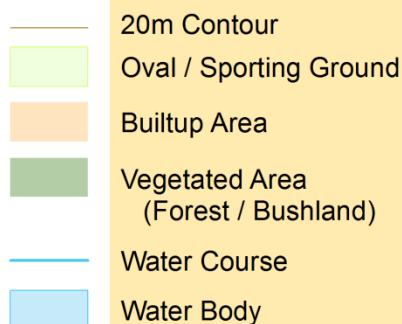 20m Contour
Oval / Sporting Ground
Builtup Area
Vegetated Area
(Forest / Bushland)
Water Course
Water Body